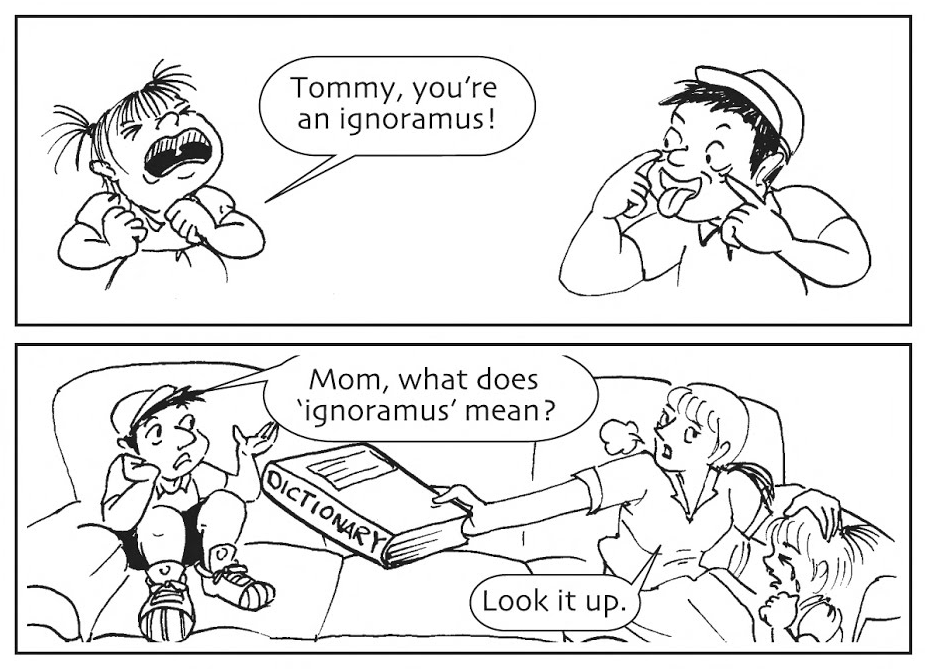 Tommy, you're
an ignoramus!
Mom, what does
‘ignoramus’ mean?
DICTIONARY
Look it up.